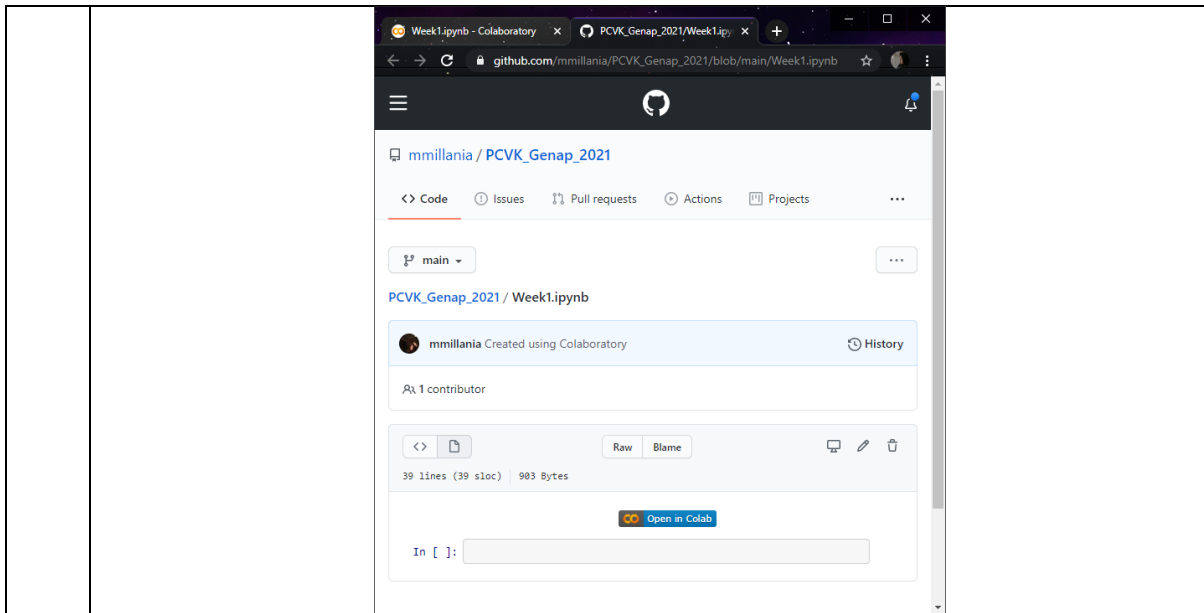 Week1.ipynb - Colaboratory
PCVK_Genap_2021/Week1.ipy
github.com/mmillania/PCVK_Genap_2021/blob/main/Week1.ipynb
mmillania / PCVK_Genap_2021
Code Issues Pull requests Actions Projects
main
PCVK_Genap_2021 / Week1.ipynb
mmillania Created using Colaboratory History
1 contributor
Raw Blame
39 lines (39 sloc) 903 Bytes
Open in Colab
In [ ]: